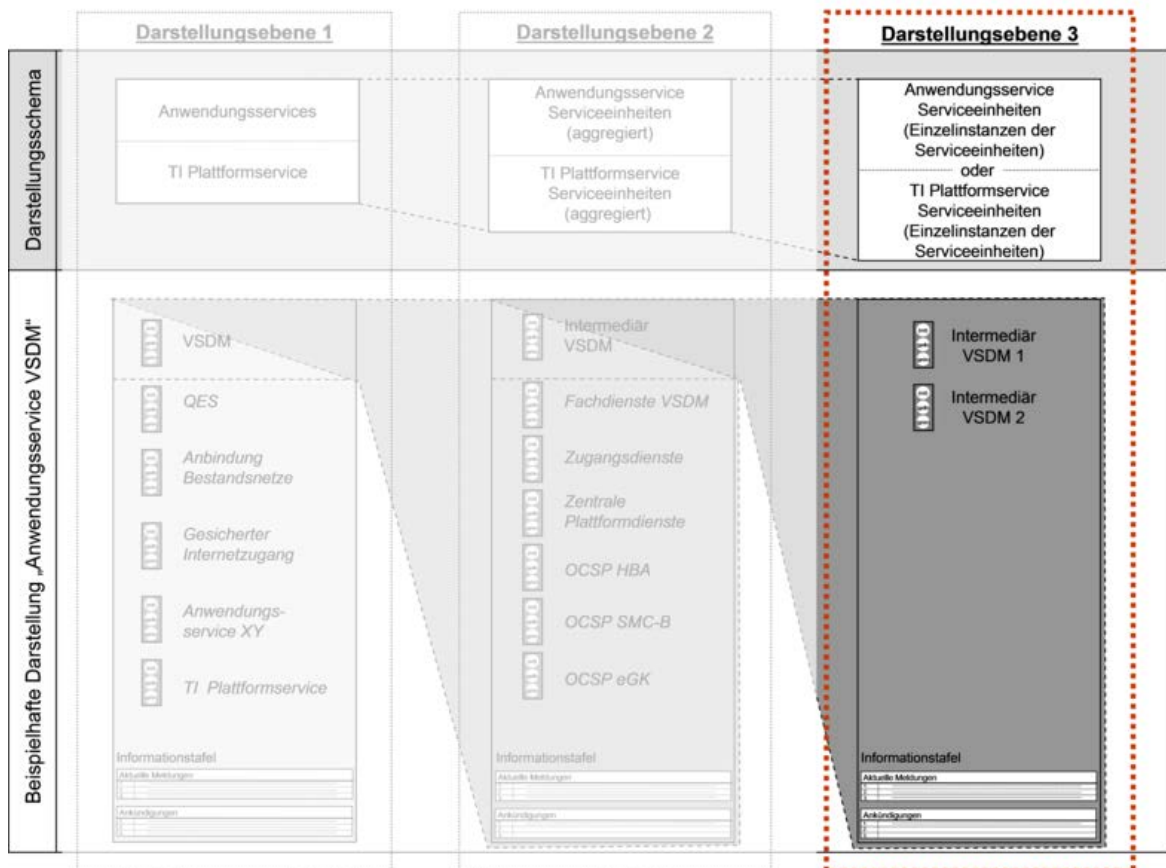 Darstellungsebene 1
Darstellungsebene 2
Darstellungsebene 3
Darstellungsschema
Anwendungsservices
TI Plattformservice
Anwendungsservice
Serviceeinheiten
(aggregiert)
TI Plattformservice
Serviceeinheiten
(aggregiert)
Anwendungsservice
Serviceeinheiten
(Einzelinstanzen der
Serviceeinheiten)
oder
TI Plattformservice
Serviceeinheiten
(Einzelinstanzen der
Serviceeinheiten)
Beispielhafte Darstellung „Anwendungsservice VSDM“
VSDM
QES
Anbindung
Bestandsnetze
Gesicherter
Internetzugang
Anwendungs-
service XY
TI Plattformservice
Informationstafel
Aktuelle Meldungen
Ankündigungen
Intermediär
VSDM
Fachdienste VSDM
Zugangsdienste
Zentrale
Plattformdienste
OCSP HBA
OCSP SMC-B
OCSP eGK
Informationstafel
Aktuelle Meldungen
Ankündigungen
Intermediär
VSDM 1
Intermediär
VSDM 2
Informationstafel
Aktuelle Meldungen
Ankündigungen